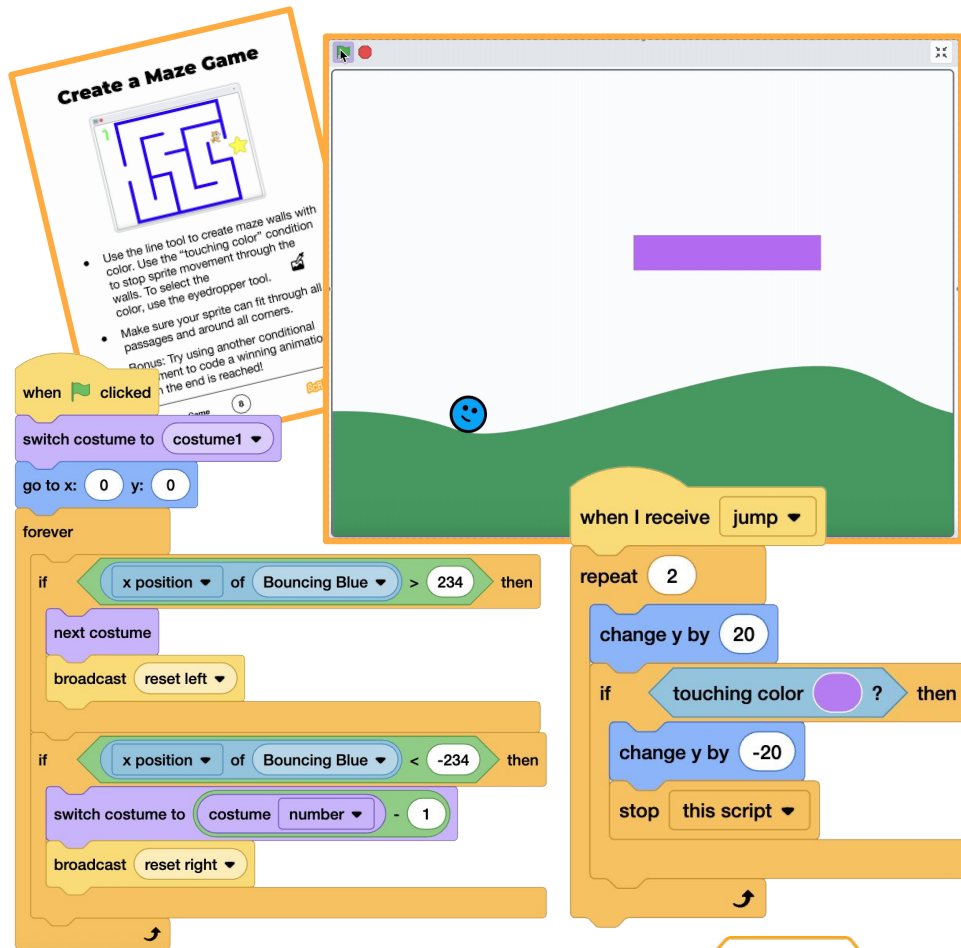 Create a Maze Game
1
Use the line tool to create maze walls with
color. Use the “touching color” condition
to stop sprite movement through the
walls. To select the
color, use the eyedropper tool.
Make sure your sprite can fit through all
passages and around all corners.
Bonus: Try using another conditional
to code a winning
the end is reached!
Game
8
when clicked
switch costume to costume1
go to x: 0 y: 0
forever
if x position of Bouncing Blue > 234 then
next costume
broadcast reset left
if x position of Bouncing Blue < -234 then
switch costume to costume number - 1
broadcast reset right
when I receive jump
repeat 2
change y by 20
if touching color ? then
change y by -20
stop this script